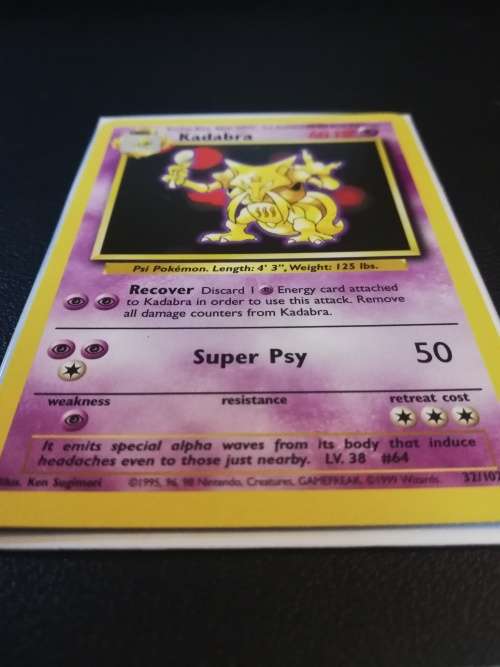 Kadabra
Psi Pokémon. Length: 4' 3", Weight: 125 lbs.
Recover Discard 1 Energy card attached
to Kadabra in order to use this attack. Remove
all damage counters from Kadabra.
Super Psy 50
weakness resistance retreat cost
It emits special alpha waves from its body that induce
headaches even to those just nearby. LV. 38 #64
Illus. Ken Sugimori ©1995, 96, 98 Nintendo, Creatures, GAMEFREAK. ©1999 Wizards. 32/102